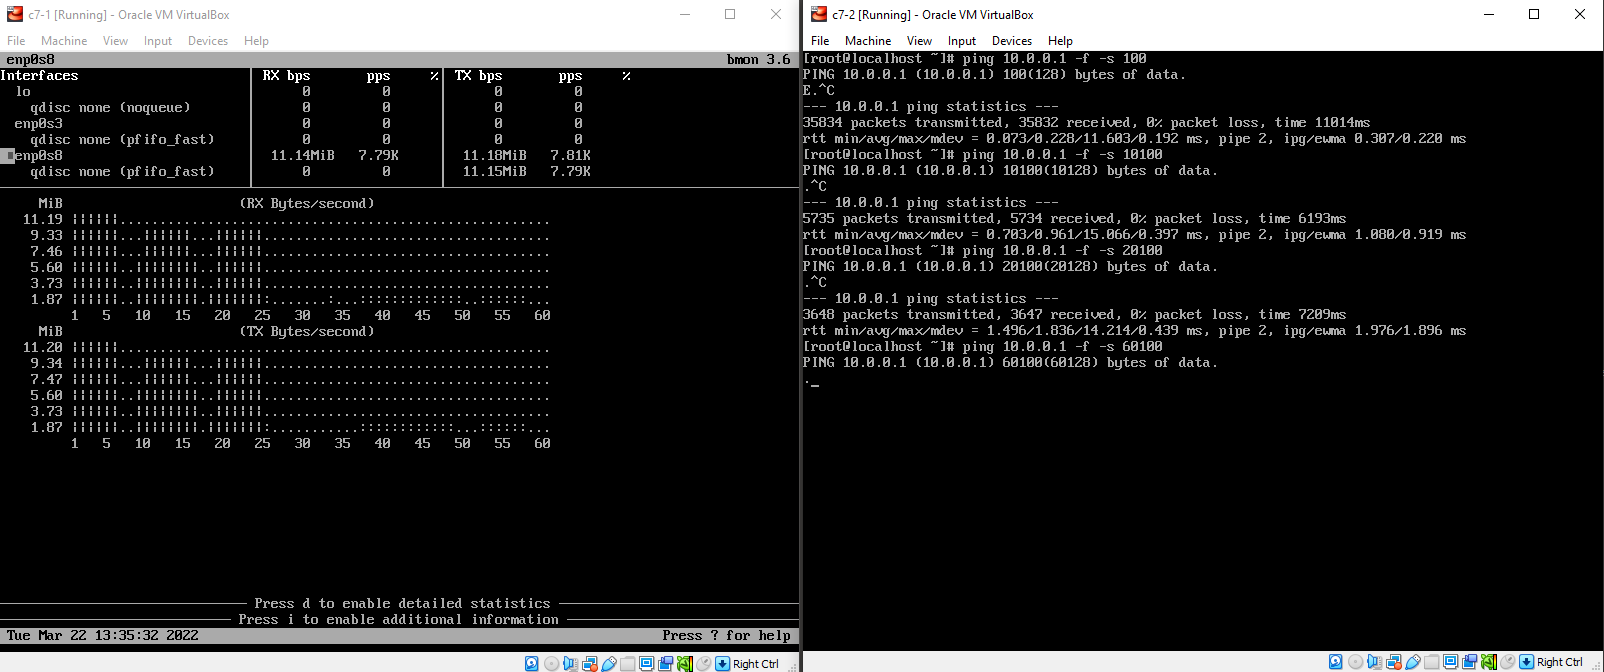 c7-1 [Running] - Oracle VM VirtualBox
File Machine View Input Devices Help
enp0s8 bmon 3.6
Interfaces RX bps pps % TX bps pps %
lo 0 0 0 0
qdisc none (noqueue) 0 0 0 0
enp0s3 0 0 0 0
qdisc none (pfifo_fast) 0 0 0 0
enp0s8 11.14MiB 7.79K 11.18MiB 7.81K
qdisc none (pfifo_fast) 0 0 11.15MiB 7.79K
MiB (RX Bytes/second)
11.19 ||||||......................................................
9.33 ||||||...|||||||...||||||....................................
7.46 ||||||...|||||||...||||||....................................
5.60 ||||||..||||||||..||||||....................................
3.73 ||||||..||||||||..||||||....................................
1.87 ||||||..||||||||.|||||||:.......:...:::::::::::::..::::::...
1 5 10 15 20 25 30 35 40 45 50 55 60
MiB (TX Bytes/second)
11.20 ||||||......................................................
9.34 ||||||...|||||||...||||||....................................
7.47 ||||||...|||||||...||||||....................................
5.60 ||||||..||||||||..||||||....................................
3.73 ||||||..||||||||..||||||....................................
1.87 ||||||..||||||||.|||||||:...........::::::::::::...::::::...
1 5 10 15 20 25 30 35 40 45 50 55 60
Press d to enable detailed statistics
Press i to enable additional information
Tue Mar 22 13:35:32 2022 Press ? for help
Right Ctrl
c7-2 [Running] - Oracle VM VirtualBox
File Machine View Input Devices Help
[root@localhost ~]# ping 10.0.0.1 -f -s 100
PING 10.0.0.1 (10.0.0.1) 100(128) bytes of data.
E.^C
--- 10.0.0.1 ping statistics ---
35834 packets transmitted, 35832 received, 0% packet loss, time 11014ms
rtt min/avg/max/mdev = 0.073/0.228/11.603/0.192 ms, pipe 2, ipg/ewma 0.307/0.220 ms
[root@localhost ~]# ping 10.0.0.1 -f -s 10100
PING 10.0.0.1 (10.0.0.1) 10100(10128) bytes of data.
.^C
--- 10.0.0.1 ping statistics ---
5735 packets transmitted, 5734 received, 0% packet loss, time 6193ms
rtt min/avg/max/mdev = 0.703/0.961/15.066/0.397 ms, pipe 2, ipg/ewma 1.080/0.919 ms
[root@localhost ~]# ping 10.0.0.1 -f -s 20100
PING 10.0.0.1 (10.0.0.1) 20100(20128) bytes of data.
.^C
--- 10.0.0.1 ping statistics ---
3648 packets transmitted, 3647 received, 0% packet loss, time 7209ms
rtt min/avg/max/mdev = 1.496/1.836/14.214/0.439 ms, pipe 2, ipg/ewma 1.976/1.896 ms
[root@localhost ~]# ping 10.0.0.1 -f -s 60100
PING 10.0.0.1 (10.0.0.1) 60100(60128) bytes of data.
._
Right Ctrl